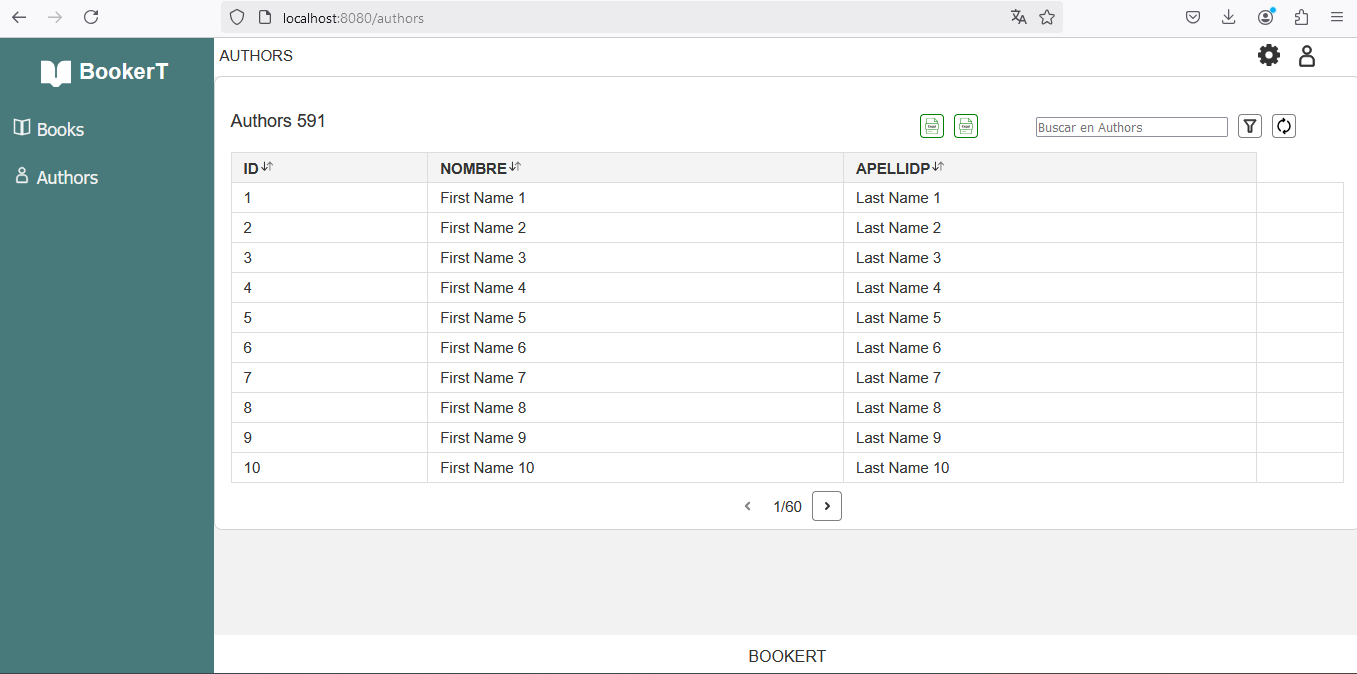 localhost:8080/authors
BookerT
AUTHORS
Books
Authors
Authors 591
Buscar en Authors
ID NOMBRE APELLIDP
1 First Name 1 Last Name 1
2 First Name 2 Last Name 2
3 First Name 3 Last Name 3
4 First Name 4 Last Name 4
5 First Name 5 Last Name 5
6 First Name 6 Last Name 6
7 First Name 7 Last Name 7
8 First Name 8 Last Name 8
9 First Name 9 Last Name 9
10 First Name 10 Last Name 10
1/60
BOOKERT